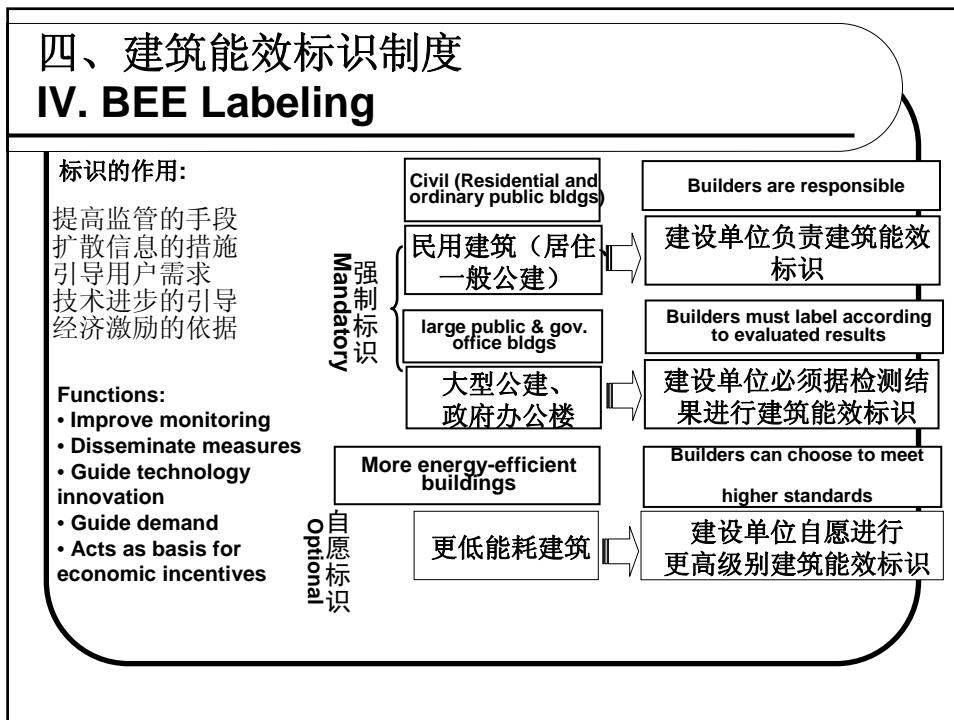 四、建筑能效标识制度
IV. BEE Labeling
标识的作用:
提高监管的手段
扩散信息的措施
引导用户需求
技术进步的引导
经济激励的依据
Functions:
• Improve monitoring
• Disseminate measures
• Guide technology
innovation
• Guide demand
• Acts as basis for
economic incentives
强制标识
Mandatory
Civil (Residential and
ordinary public bldgs)
Builders are responsible
民用建筑（居住、
一般公建）
建设单位负责建筑能效
标识
large public & gov.
office bldgs
Builders must label according
to evaluated results
大型公建、
政府办公楼
建设单位必须据检测结
果进行建筑能效标识
自愿标识
Optional
More energy-efficient
buildings
Builders can choose to meet
higher standards
更低能耗建筑
建设单位自愿进行
更高级别建筑能效标识